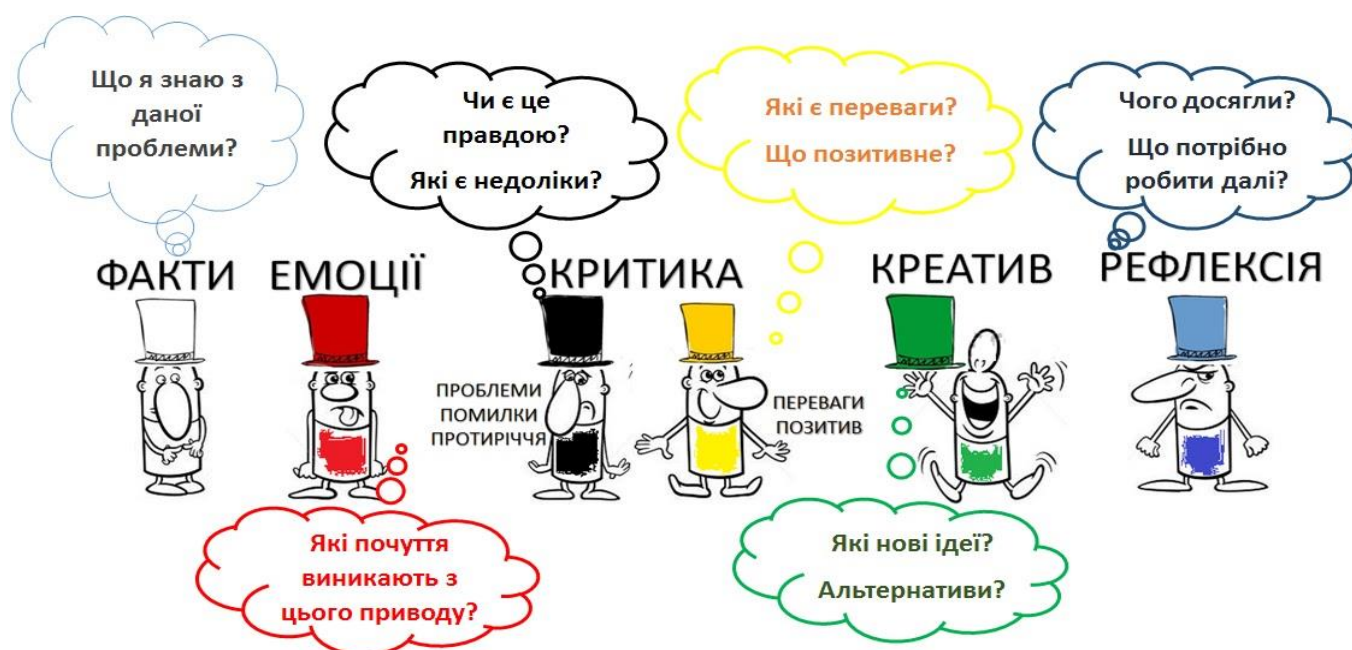 Що я знаю з
даної
проблеми?
Чи є це
правдою?
Які є недоліки?
Які є переваги?
Що позитивне?
Чого досягли?
Що потрібно
робити далі?
ФАКТИ
ЕМОЦІЇ
КРИТИКА
КРЕАТИВ
РЕФЛЕКСІЯ
ПРОБЛЕМИ
ПОМИЛКИ
ПРОТИРІЧЧЯ
ПЕРЕВАГИ
ПОЗИТИВ
Які почуття
виникають з
цього приводу?
Які нові ідеї?
Альтернативи?